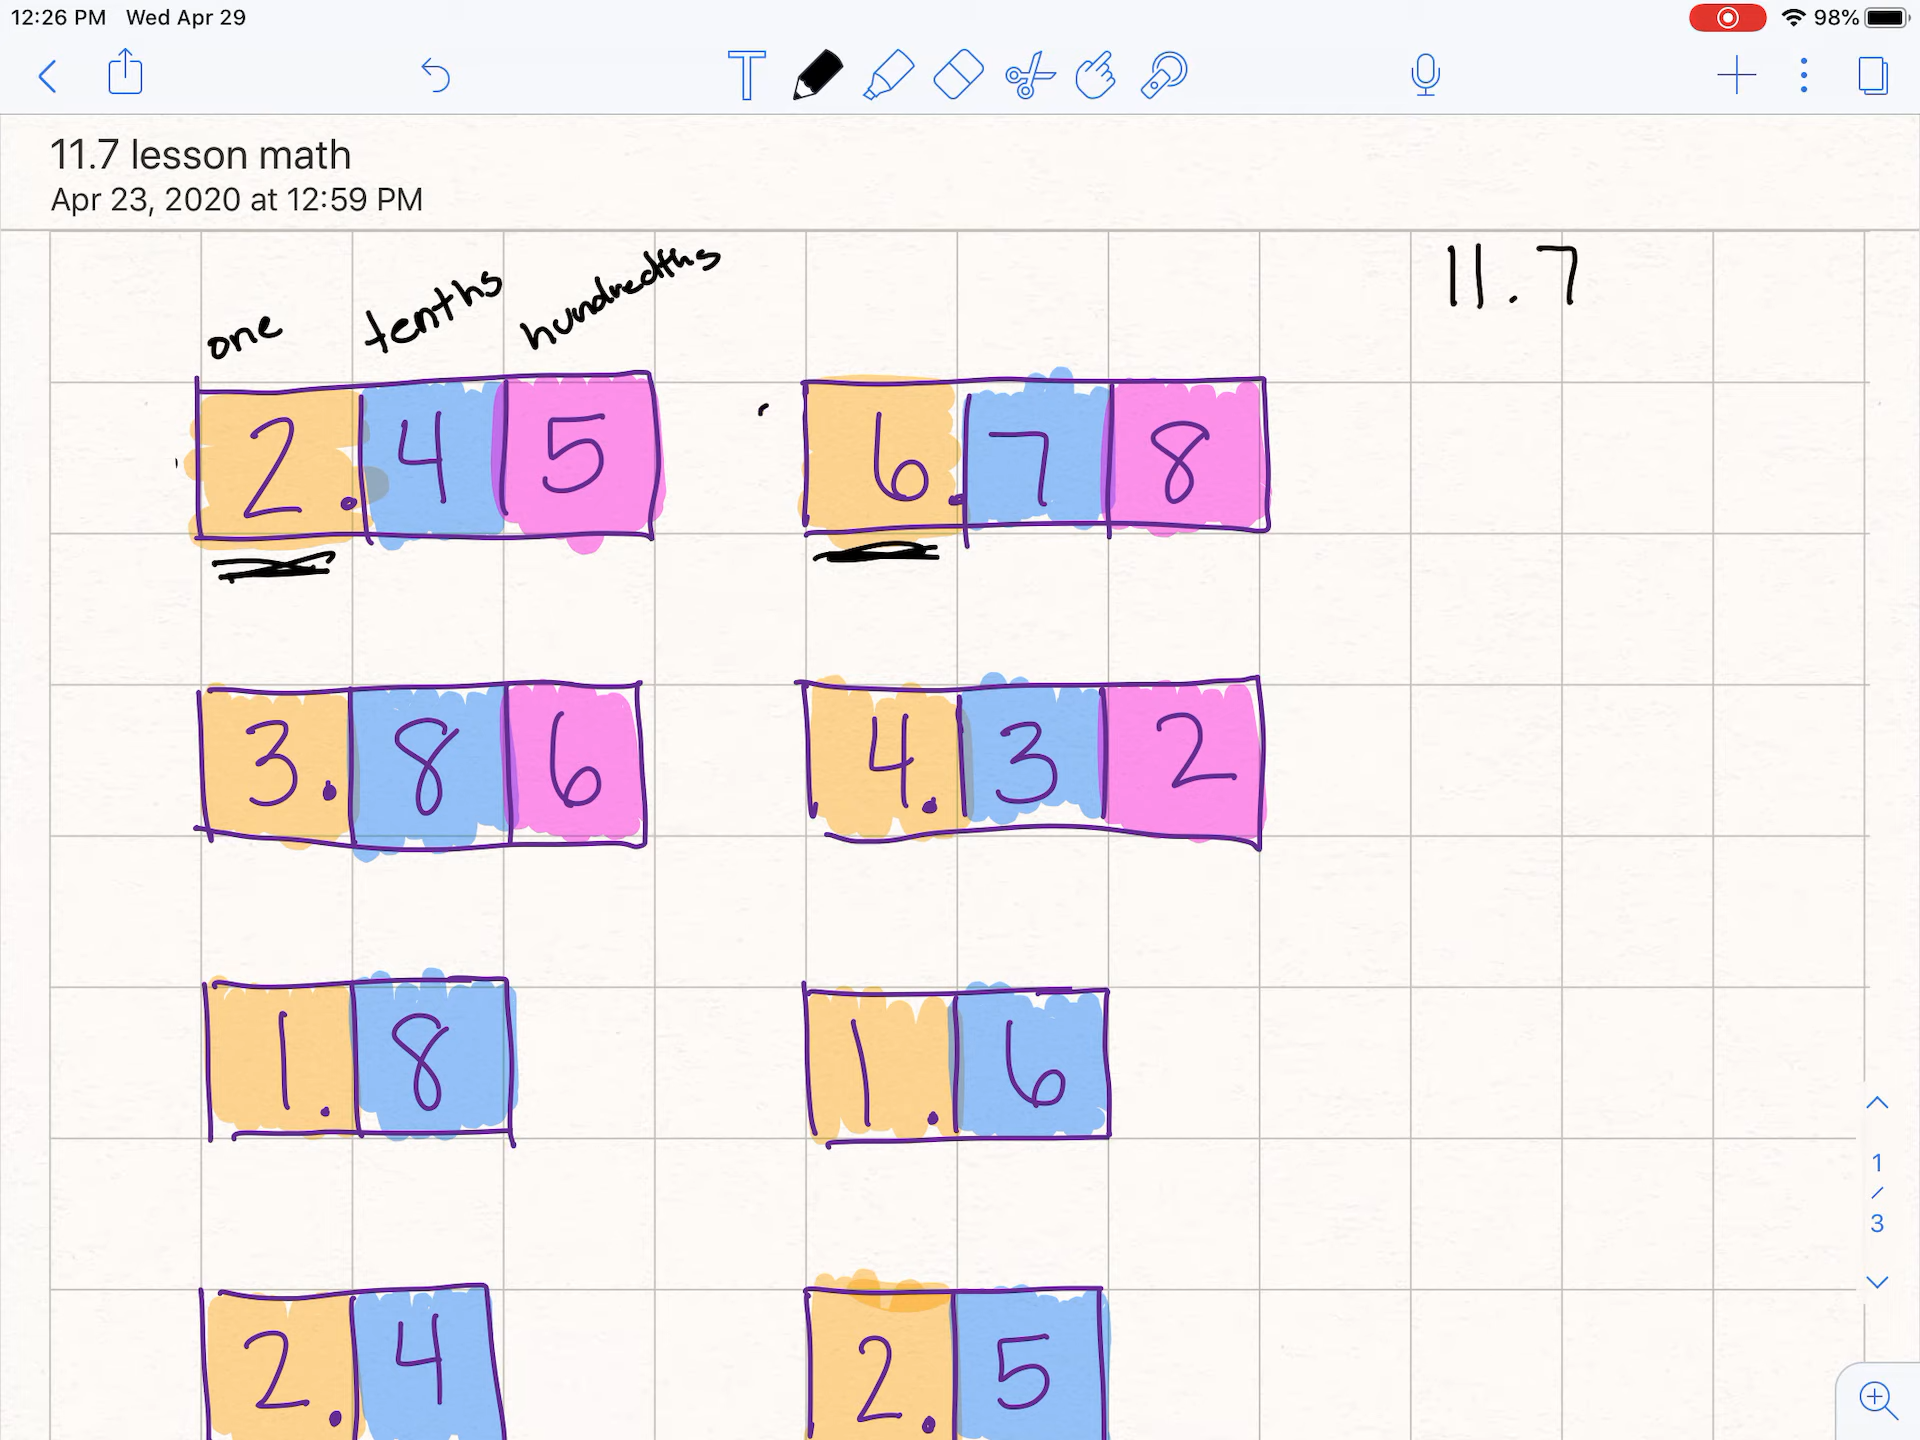 12:26 PM Wed Apr 29 98%
11.7 lesson math
Apr 23, 2020 at 12:59 PM
one tenths hundredths 11.7
2.45 6.78
3.86 4.32
1.8 1.6
2.4 2.5
1
/
3